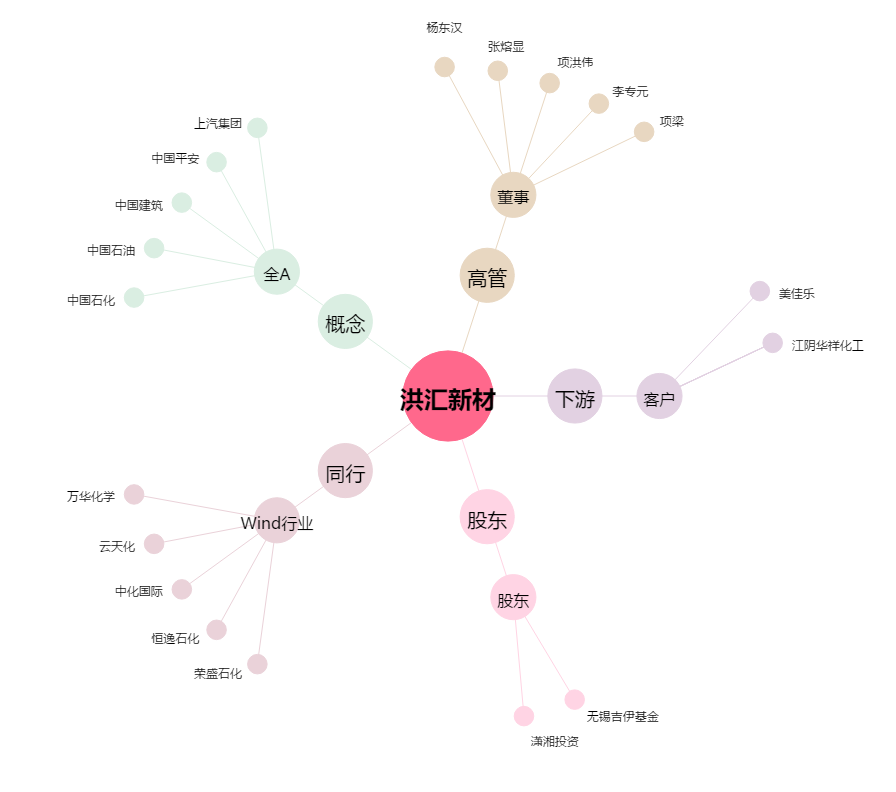 杨东汉
张熔显
项洪伟
李专元
项梁
上汽集团
中国平安
中国建筑
中国石油
中国石化
董事
全A
高管
概念
美佳乐
江阴华祥化工
洪汇新材
下游
客户
同行
Wind行业
万华化学
云天化
中化国际
恒逸石化
荣盛石化
股东
股东
无锡吉伊基金
潇湘投资